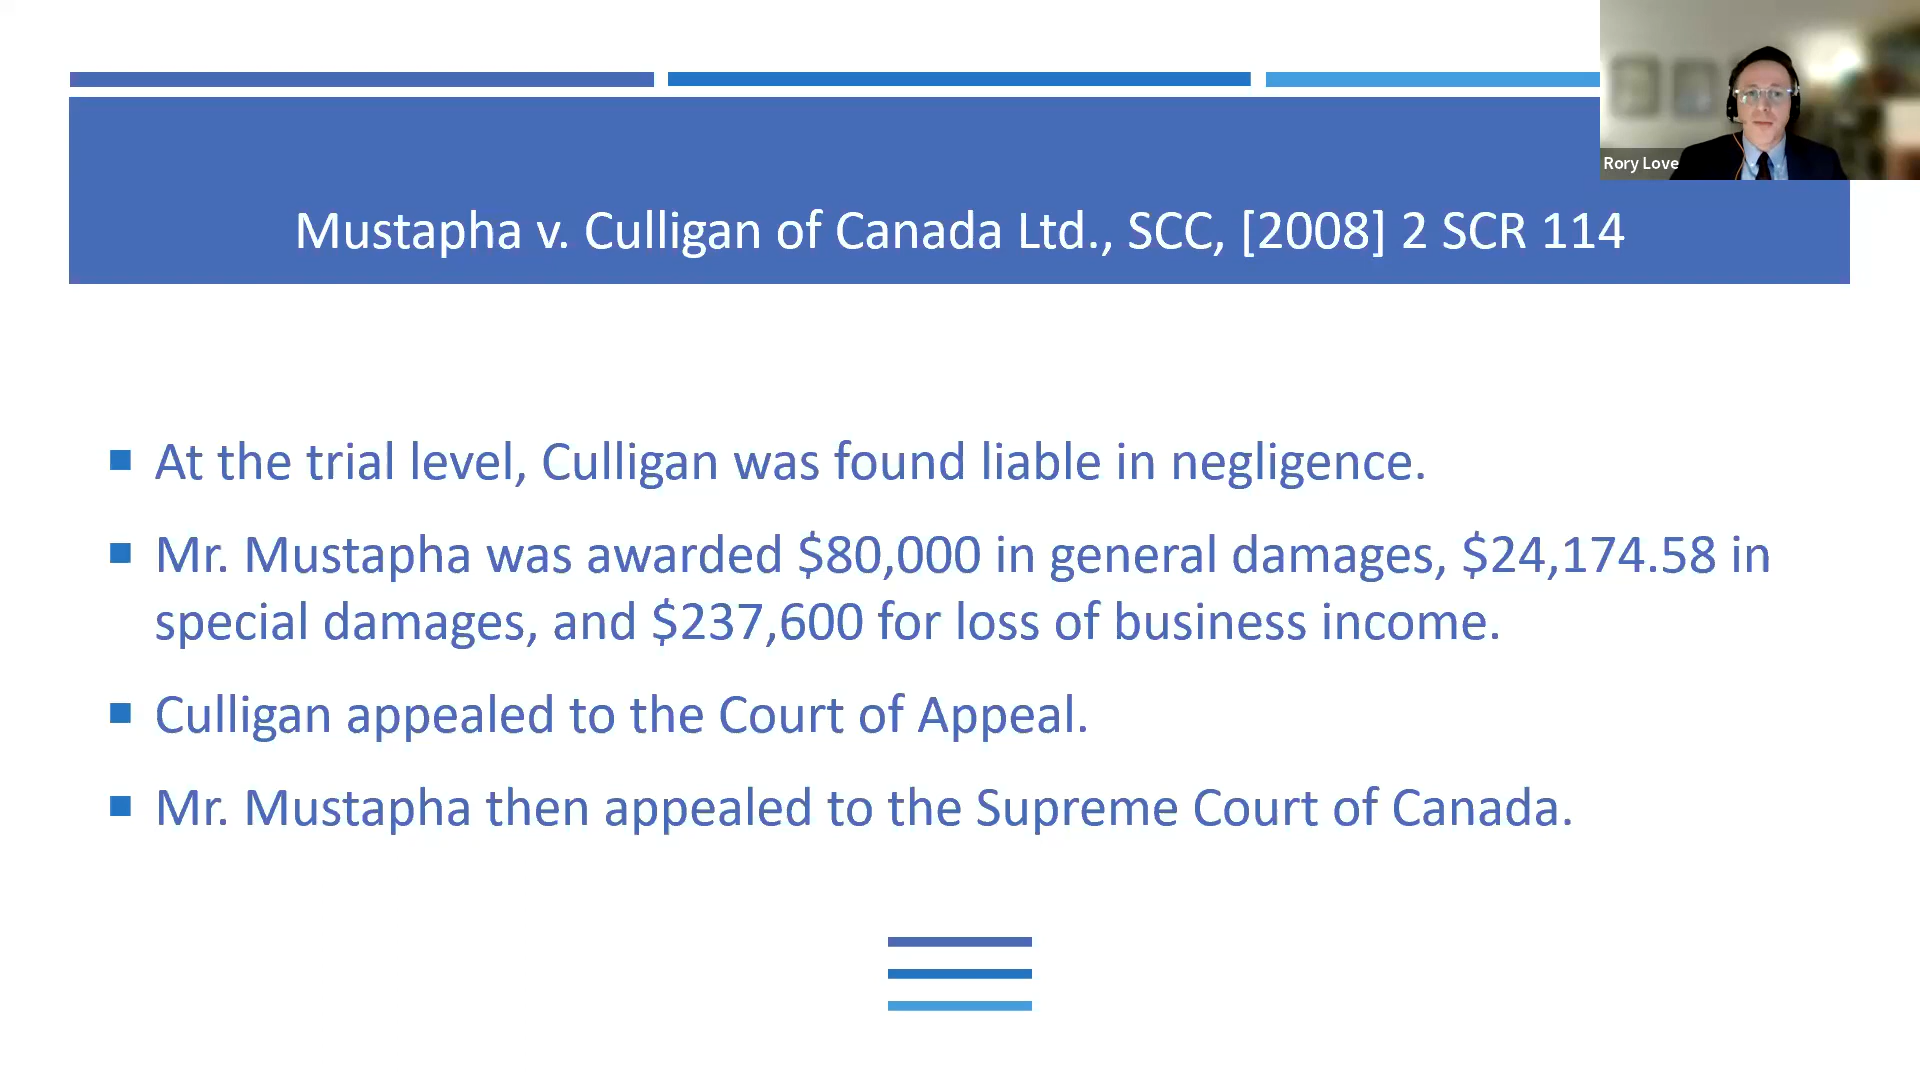 Rory Love
Mustapha v. Culligan of Canada Ltd., SCC, [2008] 2 SCR 114
At the trial level, Culligan was found liable in negligence.
Mr. Mustapha was awarded $80,000 in general damages, $24,174.58 in
special damages, and $237,600 for loss of business income.
Culligan appealed to the Court of Appeal.
Mr. Mustapha then appealed to the Supreme Court of Canada.